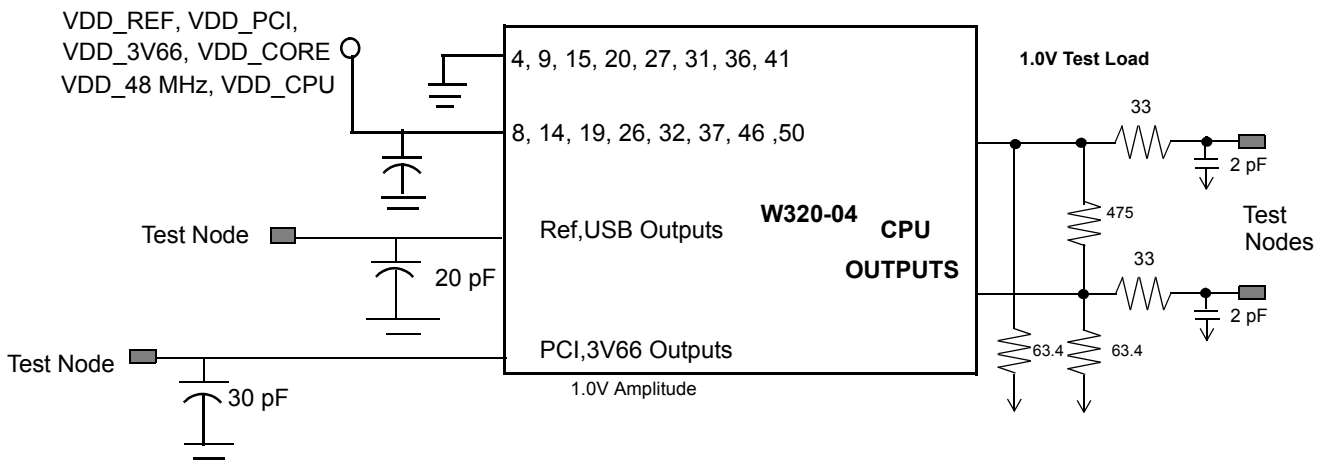 VDD_REF, VDD_PCI,
VDD_3V66, VDD_CORE
VDD_48 MHz, VDD_CPU
4, 9, 15, 20, 27, 31, 36, 41
8, 14, 19, 26, 32, 37, 46 ,50
Test Node
Ref,USB Outputs
20 pF
W320-04
CPU
OUTPUTS
Test Node
PCI,3V66 Outputs
30 pF
1.0V Amplitude
1.0V Test Load
33
2 pF
475
Test
Nodes
33
2 pF
63.4
63.4